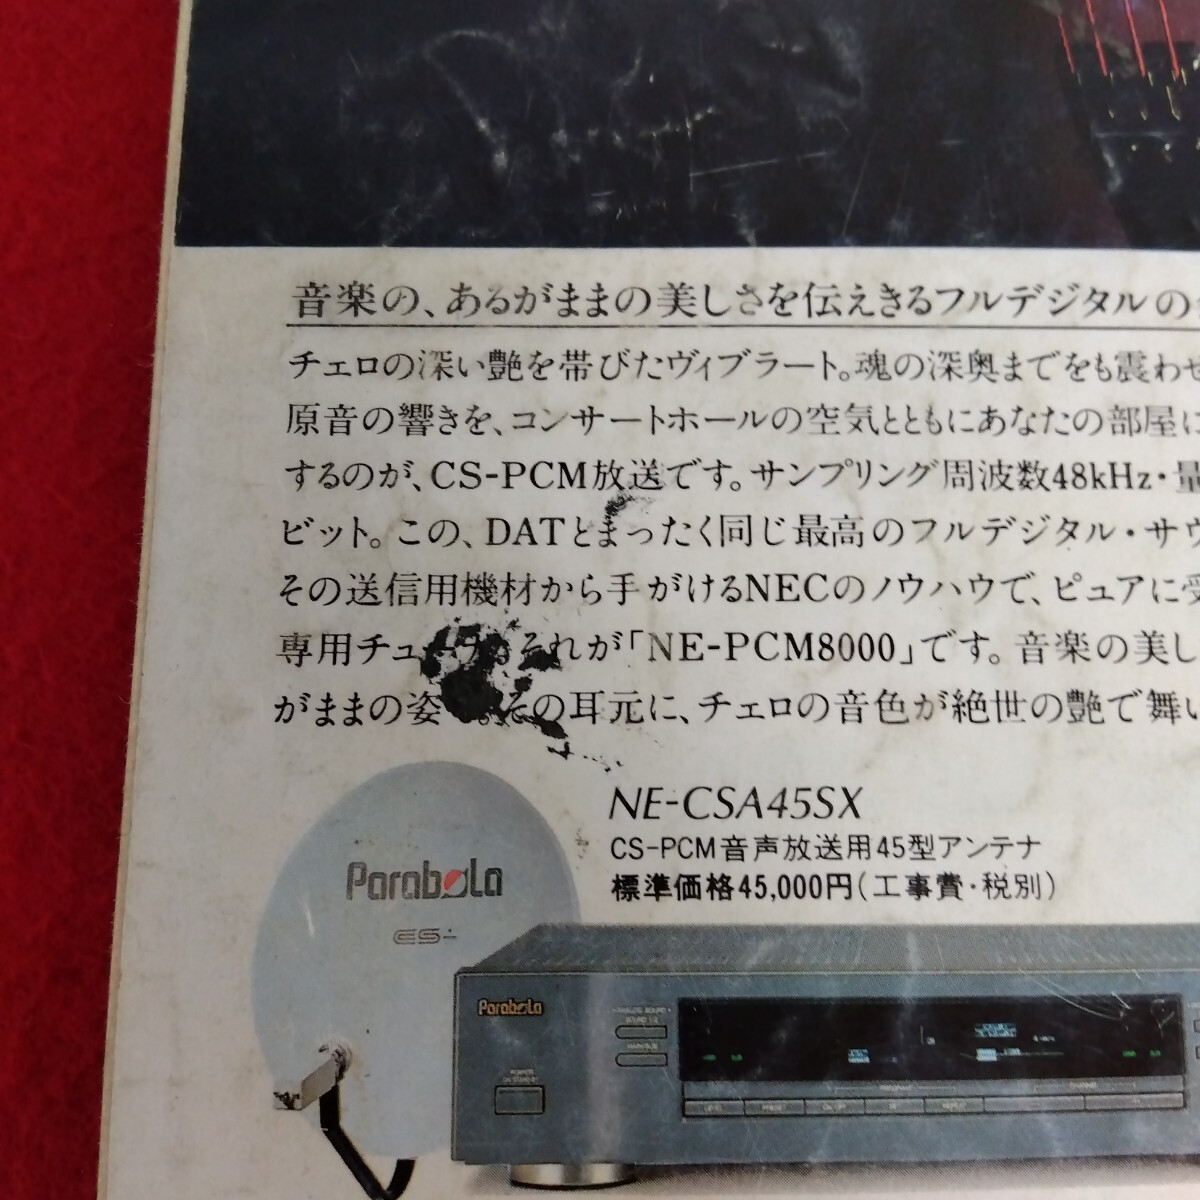 音楽の、あるがままの美しさを伝えきるフルデジタルの
チェロの深い艶を帯びたヴィブラート。魂の深奥までをも震わせ
原音の響きを、コンサートホールの空気とともにあなたの部屋に
するのが、CS-PCM放送です。サンプリング周波数48kHz・量
ビット。この、DATとまったく同じ最高のフルデジタル・サウ
その送信用機材から手がけるNECのノウハウで、ピュアに受
専用チュ それが「NE-PCM8000」です。音楽の美し
がままの姿 。その耳元に、チェロの音色が絶世の艶で舞い
NE-CSA45SX
CS-PCM音声放送用45型アンテナ
標準価格45,000円(工事費・税別)
Parabola
CS
Parabola